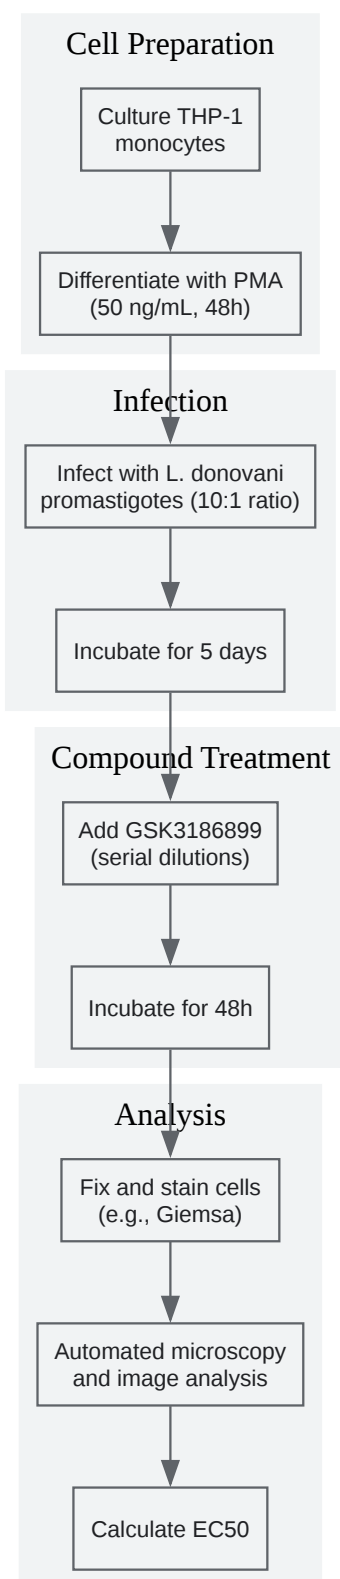 Cell Preparation
Culture THP-1
monocytes
Differentiate with PMA
(50 ng/mL, 48h)
Infection
Infect with L. donovani
promastigotes (10:1 ratio)
Incubate for 5 days
Compound Treatment
Add GSK3186899
(serial dilutions)
Incubate for 48h
Analysis
Fix and stain cells
(e.g., Giemsa)
Automated microscopy
and image analysis
Calculate EC50